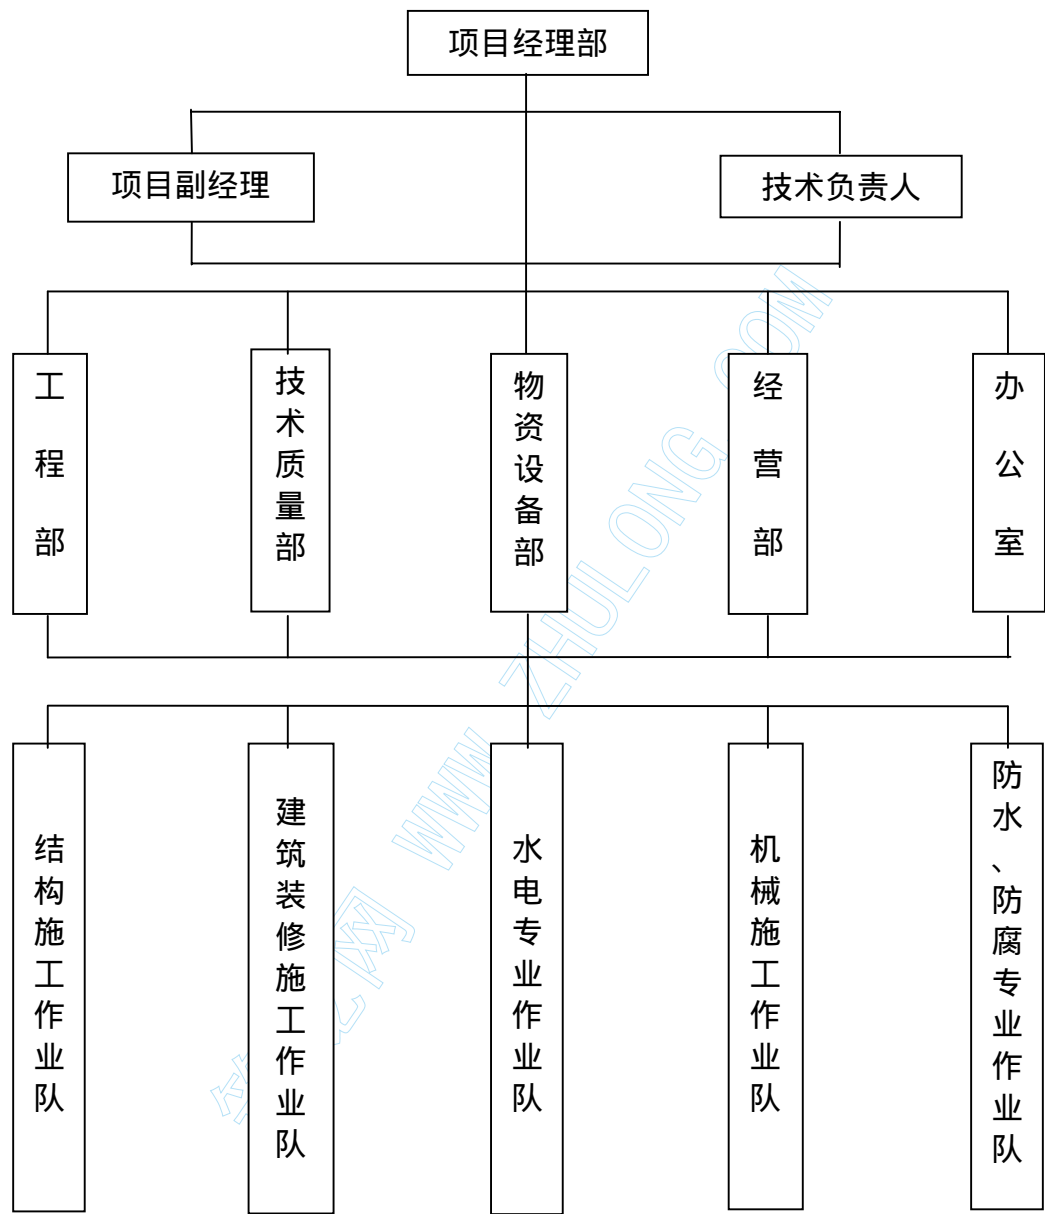 项目经理部
项目副经理
技术负责人
工程部
技术质量部
物资设备部
经营部
办公室
结构施工作业队
建筑装修施工作业队
水电专业作业队
机械施工作业队
防水、防腐专业作业队
WWW ZHULONG COM